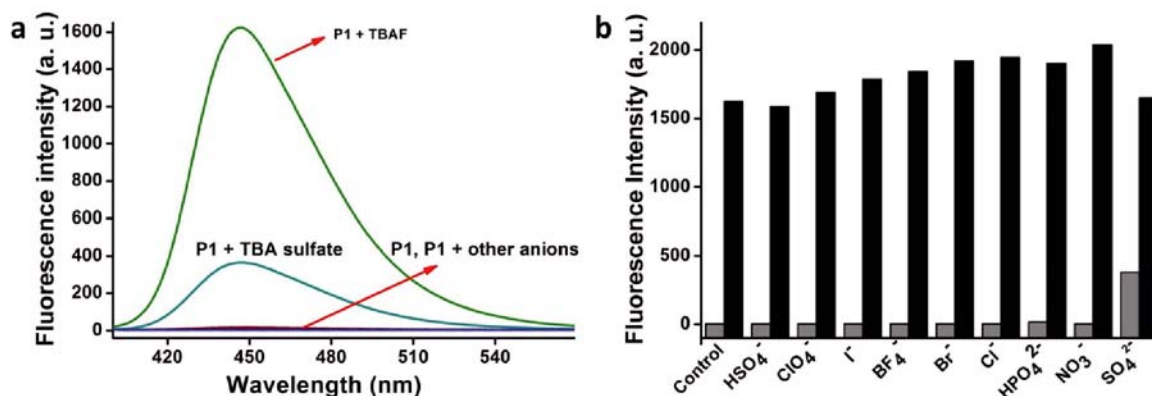 a
Fluorescence intensity (a. u.)
1600
1400
1200
1000
800
600
400
200
0
P1 + TBAF
P1 + TBA sulfate
P1, P1 + other anions
420
450
480
510
540
Wavelength (nm)
b
Fluorescence Intensity (a. u.)
2000
1500
1000
500
0
Control
HSO₄⁻
ClO₄⁻
I⁻
BF₄⁻
Br⁻
Cl⁻
HPO₄²⁻
NO₃⁻
SO₄²⁻